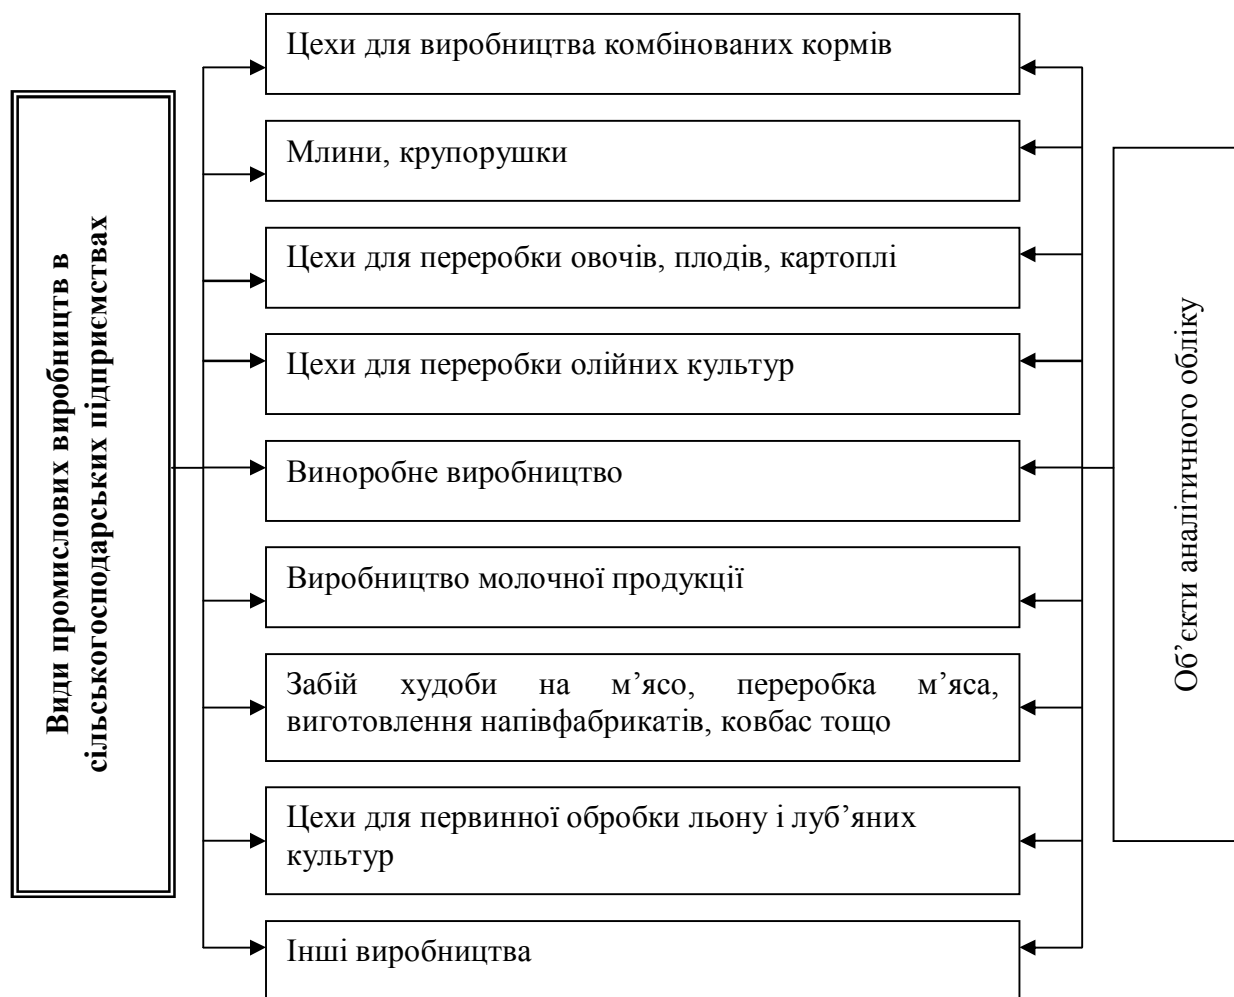 Види промислових виробництв в
сільськогосподарських підприємствах
Цехи для виробництва комбінованих кормів
Млини, крупорушки
Цехи для переробки овочів, плодів, картоплі
Цехи для переробки олійних культур
Виноробне виробництво
Виробництво молочної продукції
Забій худоби на м’ясо, переробка м’яса,
виготовлення напівфабрикатів, ковбас тощо
Цехи для первинної обробки льону і луб’яних
культур
Інші виробництва
Об’єкти аналітичного обліку